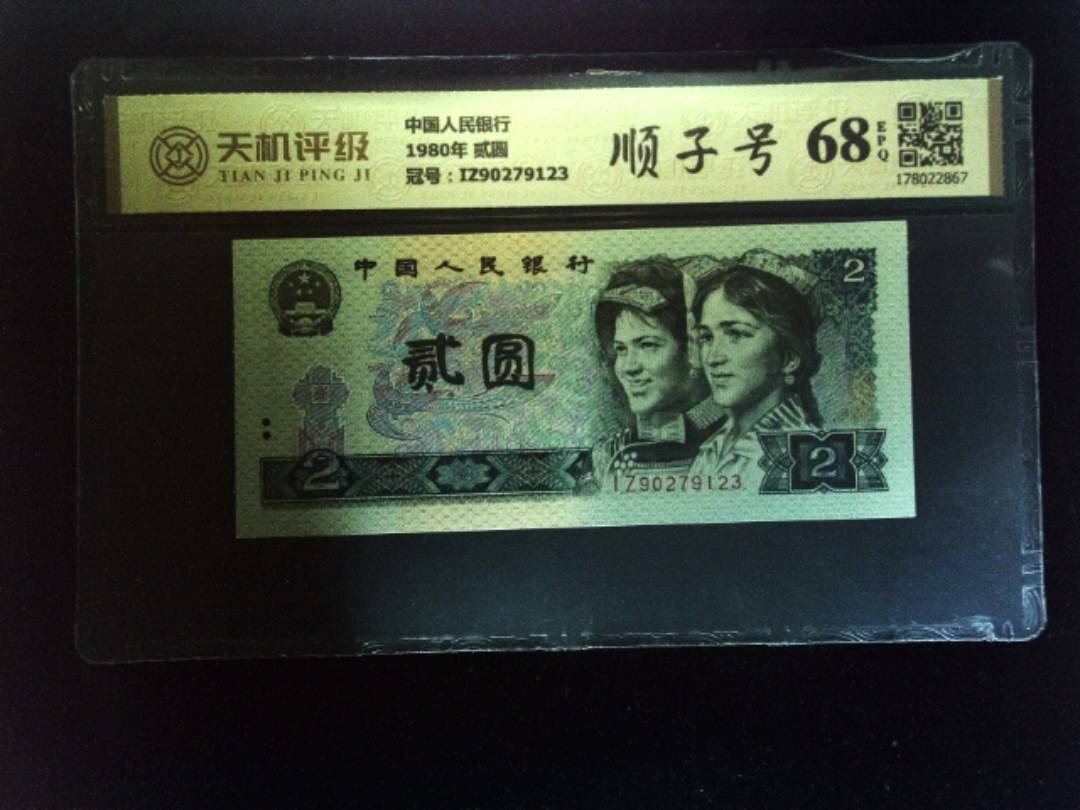 天机评级
TIAN JI PING JI
中国人民银行
1980年 贰圆
冠号：IZ90279123
顺子号
68
EPQ
178022867
中国人民银行
2
贰圆
2
IZ90279123
2